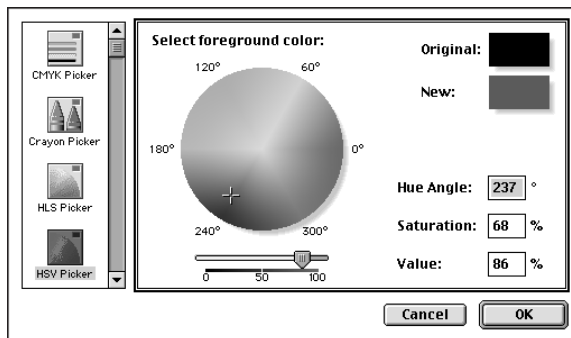 CMYK Picker
Crayon Picker
HLS Picker
HSV Picker
Select foreground color:
120°
60°
180°
0°
240°
300°
0
50
100
Original:
New:
Hue Angle: 237 °
Saturation: 68 %
Value: 86 %
Cancel
OK